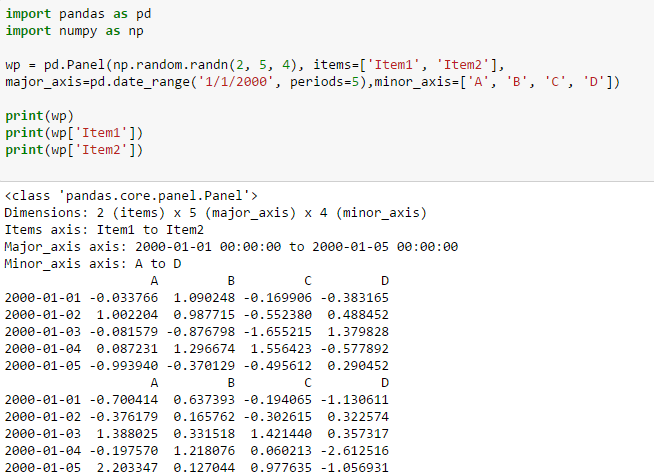 import pandas as pd
import numpy as np
wp = pd.Panel(np.random.randn(2, 5, 4), items=['Item1', 'Item2'],
major_axis=pd.date_range('1/1/2000', periods=5),minor_axis=['A', 'B', 'C', 'D'])
print(wp)
print(wp['Item1'])
print(wp['Item2'])
<class 'pandas.core.panel.Panel'>
Dimensions: 2 (items) x 5 (major_axis) x 4 (minor_axis)
Items axis: Item1 to Item2
Major_axis axis: 2000-01-01 00:00:00 to 2000-01-05 00:00:00
Minor_axis axis: A to D
A B C D
2000-01-01 -0.033766 1.090248 -0.169906 -0.383165
2000-01-02 1.002204 0.987715 -0.552380 0.488452
2000-01-03 -0.081579 -0.876798 -1.655215 1.379828
2000-01-04 0.087231 1.296674 1.556423 -0.577892
2000-01-05 -0.993940 -0.370129 -0.495612 0.290452
A B C D
2000-01-01 -0.700414 0.637393 -0.194065 -1.130611
2000-01-02 -0.376179 0.165762 -0.302615 0.322574
2000-01-03 1.388025 0.331518 1.421440 0.357317
2000-01-04 -0.197570 1.218076 0.060213 -2.612516
2000-01-05 2.203347 0.127044 0.977635 -1.056931